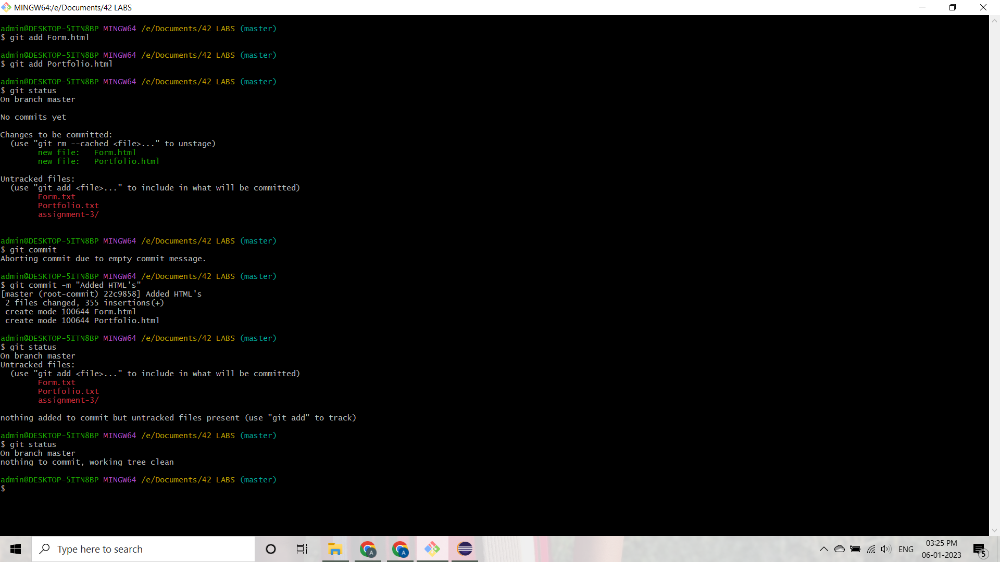 MINGW64:/e/Documents/42 LABS
admin@DESKTOP-5ITN8BP MINGW64 /e/Documents/42 LABS (master)
$ git add Form.html
admin@DESKTOP-5ITN8BP MINGW64 /e/Documents/42 LABS (master)
$ git add Portfolio.html
admin@DESKTOP-5ITN8BP MINGW64 /e/Documents/42 LABS (master)
$ git status
On branch master
No commits yet
Changes to be committed:
  (use "git rm --cached <file>..." to unstage)
        new file:   Form.html
        new file:   Portfolio.html
Untracked files:
  (use "git add <file>..." to include in what will be committed)
        Form.txt
        Portfolio.txt
        assignment-3/
admin@DESKTOP-5ITN8BP MINGW64 /e/Documents/42 LABS (master)
$ git commit
Aborting commit due to empty commit message.
admin@DESKTOP-5ITN8BP MINGW64 /e/Documents/42 LABS (master)
$ git commit -m "Added HTML's"
[master (root-commit) 22c9858] Added HTML's
 2 files changed, 355 insertions(+)
 create mode 100644 Form.html
 create mode 100644 Portfolio.html
admin@DESKTOP-5ITN8BP MINGW64 /e/Documents/42 LABS (master)
$ git status
On branch master
Untracked files:
  (use "git add <file>..." to include in what will be committed)
        Form.txt
        Portfolio.txt
        assignment-3/
nothing added to commit but untracked files present (use "git add" to track)
admin@DESKTOP-5ITN8BP MINGW64 /e/Documents/42 LABS (master)
$ git status
On branch master
nothing to commit, working tree clean
admin@DESKTOP-5ITN8BP MINGW64 /e/Documents/42 LABS (master)
$
Type here to search
A
A
ENG
03:25 PM
06-01-2023
5